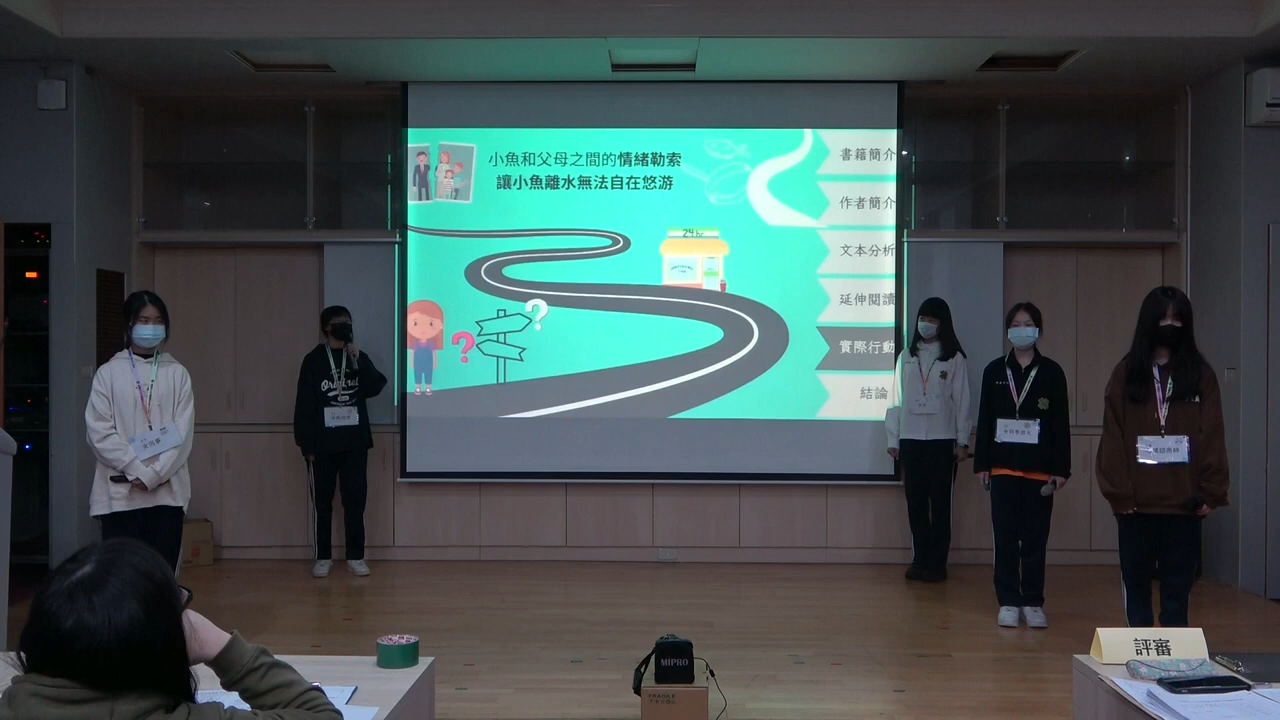 小魚和父母之間的情緒勒索
讓小魚離水無法自在悠游
24hr
書籍簡介
作者簡介
文本分析
延伸閱讀
實際行動
結論
Original
評審
MIPRO
FRAGILE